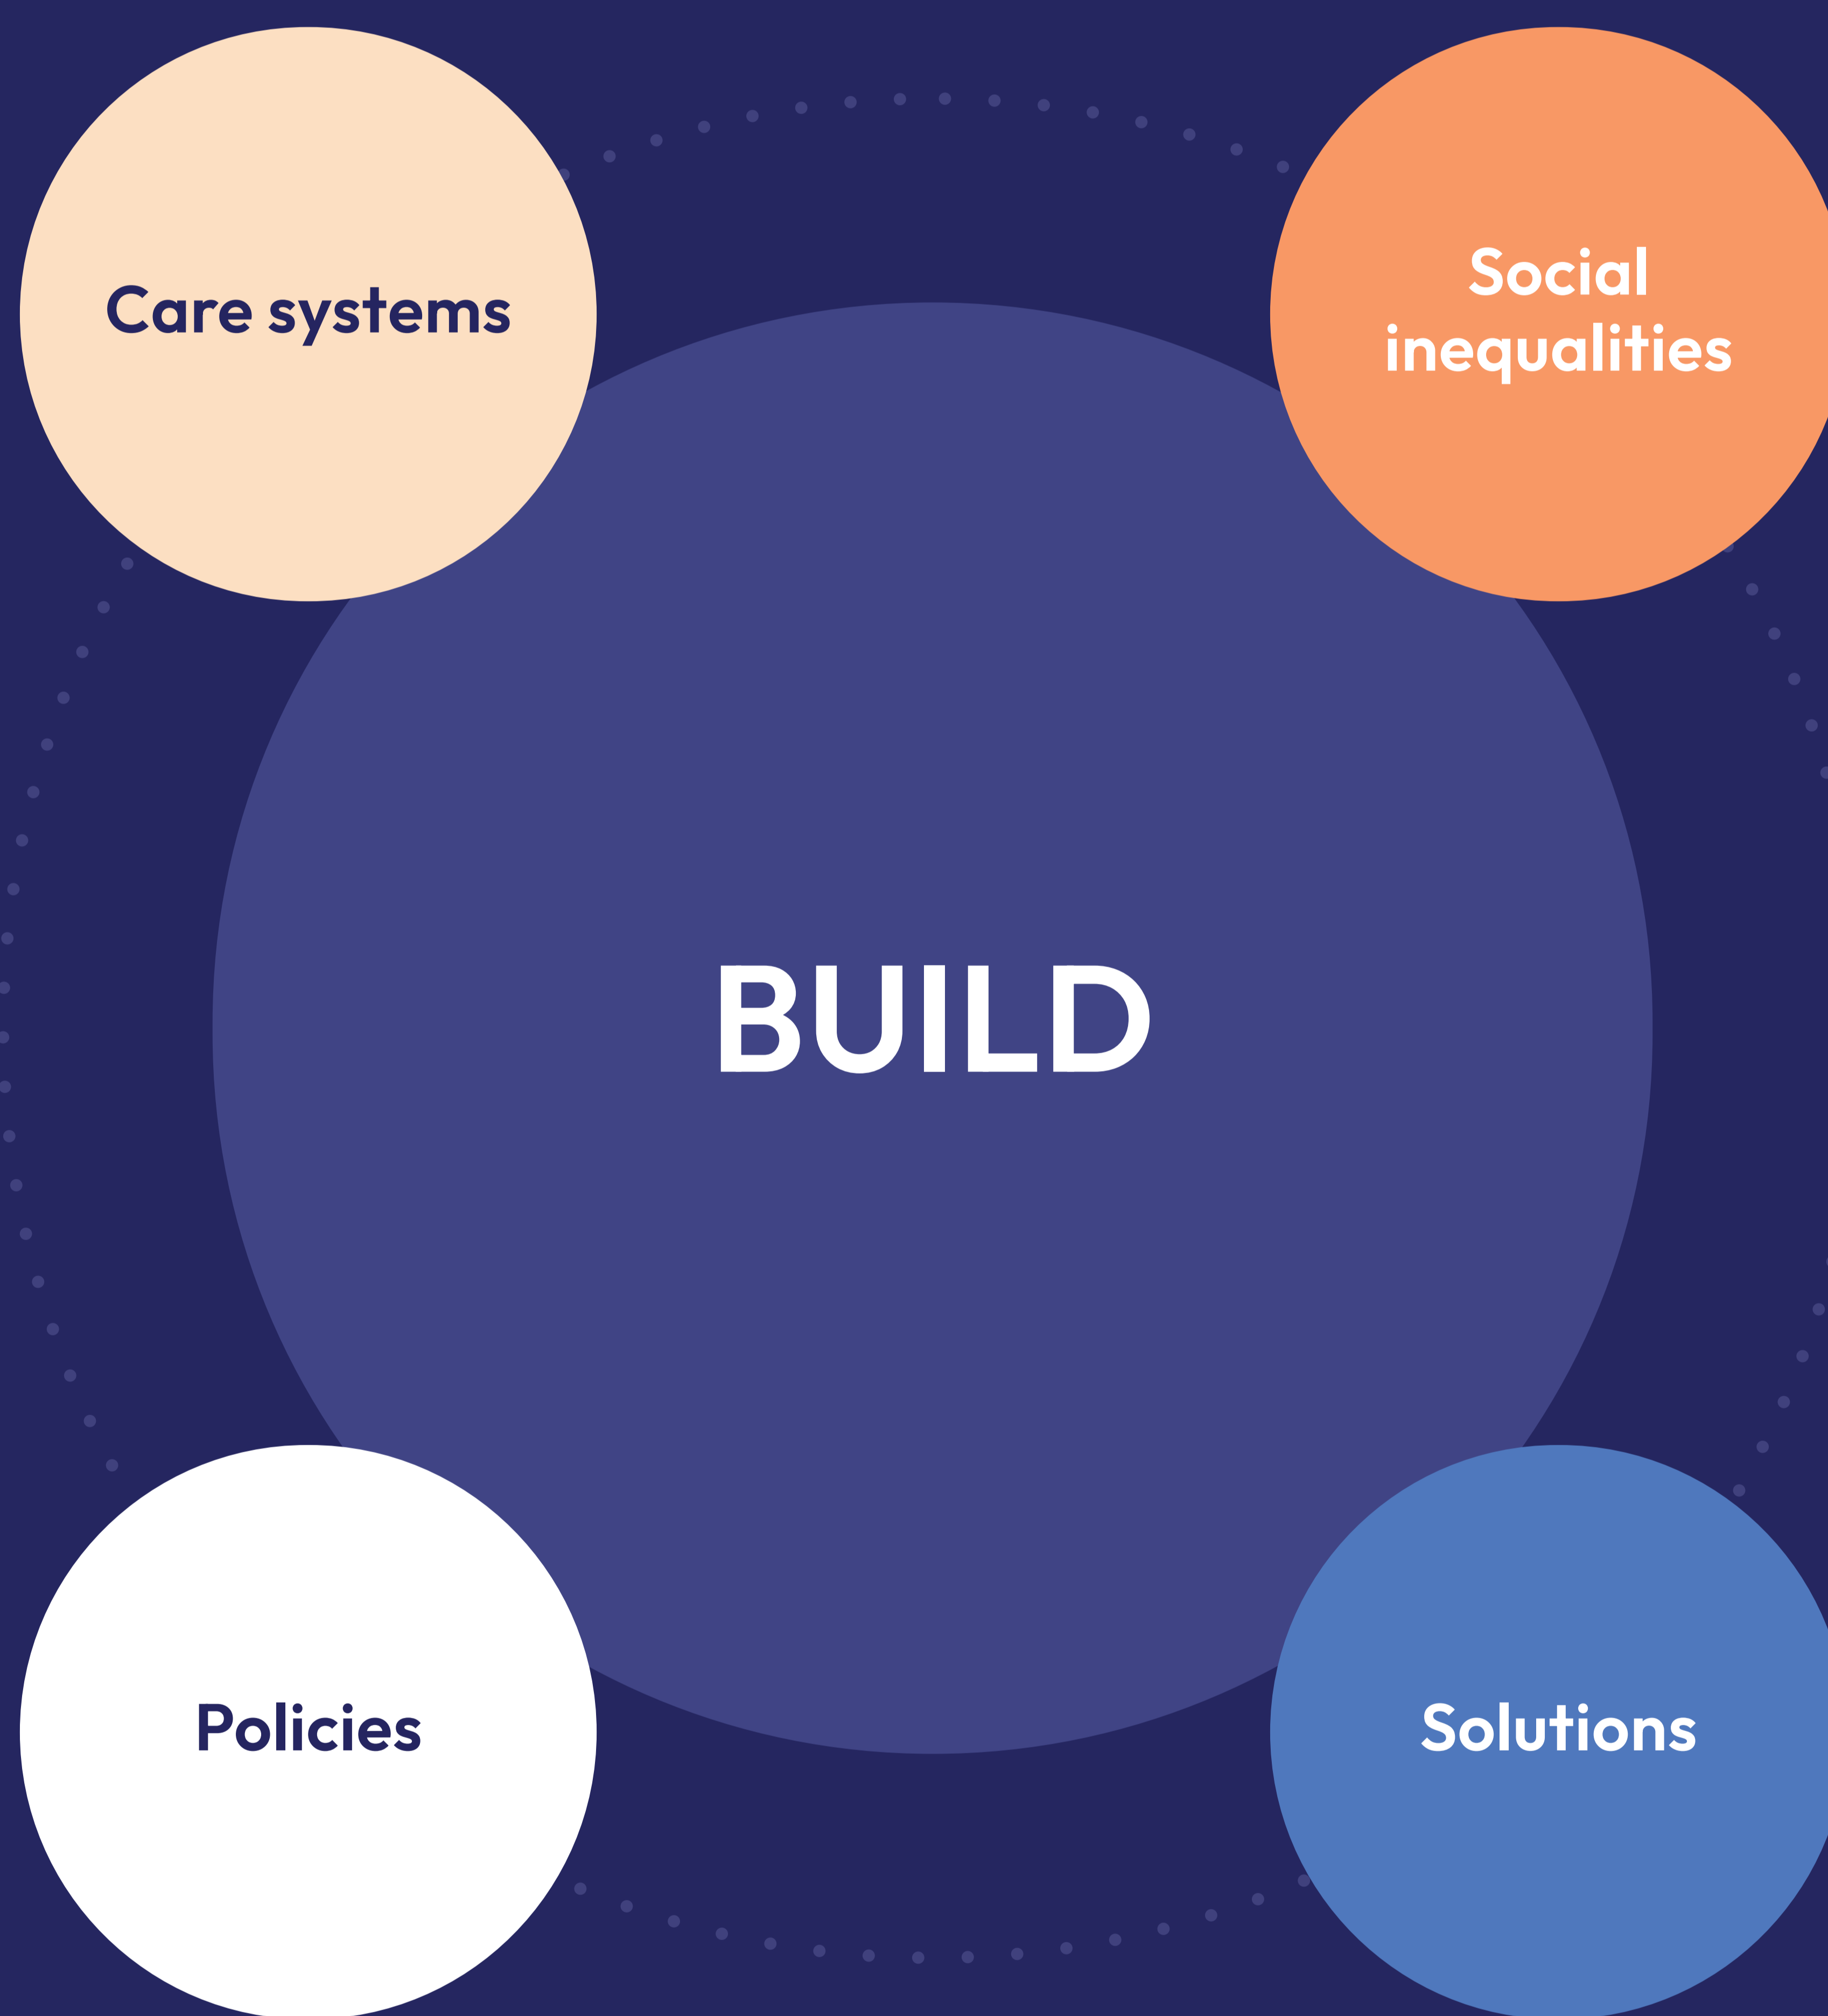 Care systems
Social
inequalities
BUILD
Policies
Solutions